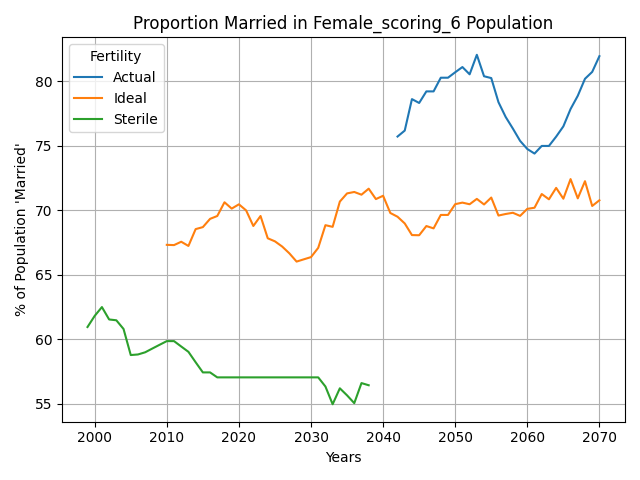 Proportion Married in Female_scoring_6 Population
Fertility
Actual
Ideal
Sterile
% of Population 'Married'
80
75
70
65
60
55
2000 2010 2020 2030 2040 2050 2060 2070
Years